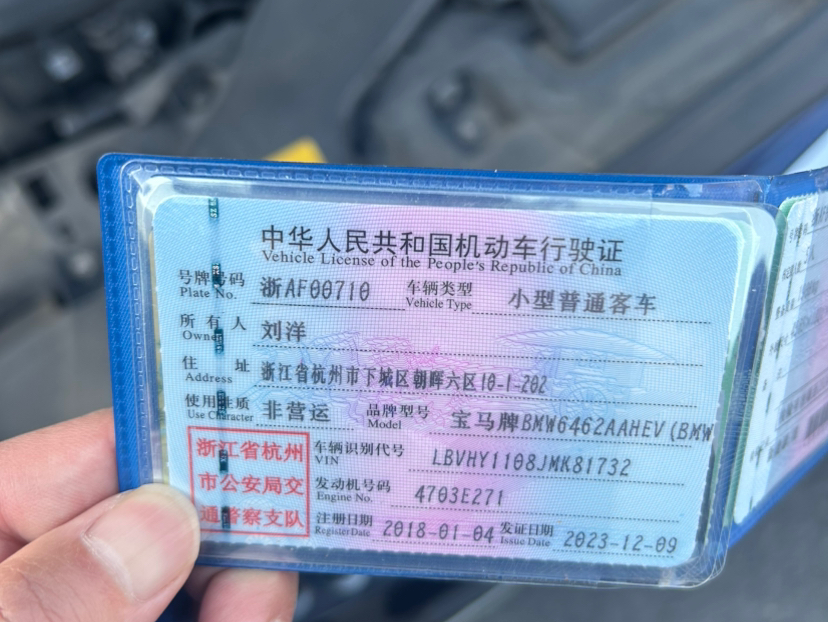 中华人民共和国机动车行驶证
Vehicle License of the People's Republic of China
号牌号码 浙AF00710 车辆类型 小型普通客车
Plate No. Vehicle Type
所有人 刘洋
Owner
住址 浙江省杭州市下城区朝晖六区10-1-202
Address
使用性质 非营运 品牌型号 宝马牌BMW6462AAHEV(BMW
Use Character Model
浙江省杭州
市公安局交
通警察支队
车辆识别代号 LBVHY1108JMK81732
VIN
发动机号码 4703E271
Engine No.
注册日期 2018-01-04 发证日期 2023-12-09
Register Date Issue Date